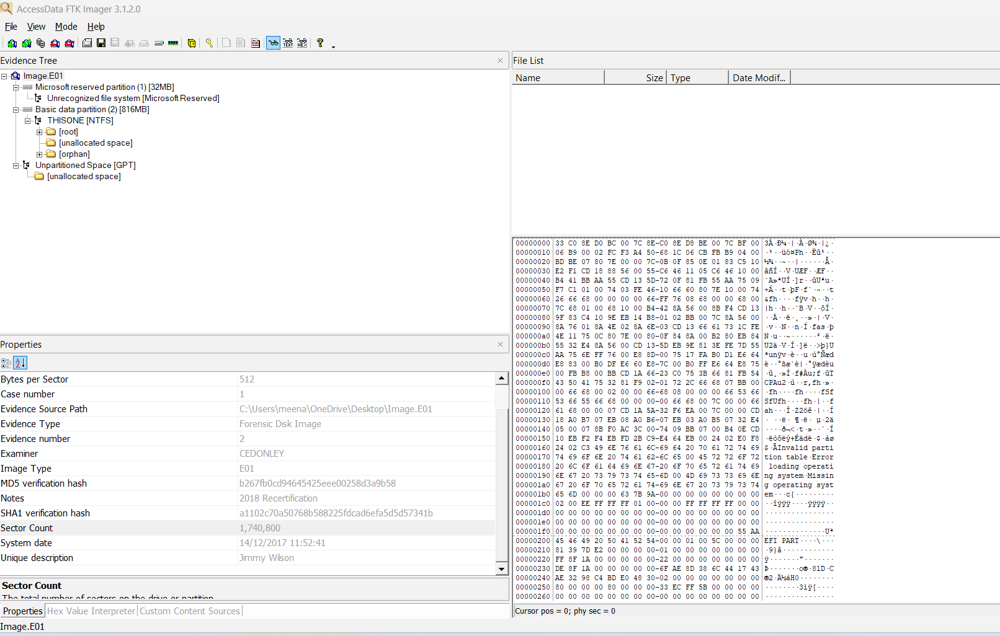 AccessData FTK Imager 3.1.2.0
File View Mode Help
Evidence Tree
Image.E01
Microsoft reserved partition (1) [32MB]
Unrecognized file system [Microsoft Reserved]
Basic data partition (2) [816MB]
THISONE [NTFS]
[root]
[unallocated space]
[orphan]
Unpartitioned Space [GPT]
[unallocated space]
Properties
Bytes per Sector 512
Case number 1
Evidence Source Path C:\Users\meena\OneDrive\Desktop\Image.E01
Evidence Type Forensic Disk Image
Evidence number 2
Examiner CEDONLEY
Image Type E01
MD5 verification hash b267fb0cd94645425eee00258d3a9b58
Notes 2018 Recertification
SHA1 verification hash a1102c70a50768b588225fdcad6efa5d5d57341b
Sector Count 1,740,800
System date 14/12/2017 11:52:41
Unique description Jimmy Wilson
Sector Count
The total number of sectors on the drive or partition
Properties Hex Value Interpreter Custom Content Sources
Image.E01
File List
Name Size Type Date Modif...
00000000 33 C0 8E D0 BC 00 7C 8E-C0 8E D8 BE 00 7C BF 00
00000010 06 B9 00 02 FC F3 A4 50-68 1C 06 CB FB B9 04 00
00000020 BD BE 07 80 7E 00 00 7C-0B 0F 85 0E 01 83 C5 10
00000030 E2 F1 CD 18 88 56 00 55-C6 46 11 05 C6 46 10 00
00000040 B4 41 BB AA 55 CD 13 5D-72 0F 81 FB 55 AA 75 09
00000050 F7 C1 01 00 74 03 FE 46-10 66 60 80 7E 10 00 74
00000060 26 66 68 00 00 00 00 66-FF 76 08 68 00 00 68 00
00000070 7C 68 01 00 68 10 00 B4-42 8A 56 00 8B F4 CD 13
00000080 9F 83 C4 10 9E EB 14 B8-01 02 BB 00 7C 8A 56 00
00000090 8A 76 01 8A 4E 02 8A 6E-03 CD 13 66 61 73 1C FE
000000a0 4E 11 75 0C 80 7E 00 80-0F 84 8A 00 B2 80 EB 84
000000b0 55 32 E4 8A 56 00 CD 13-5D EB 9E 81 3E FE 7D 55
000000c0 AA 75 6E FF 76 00 E8 8D-00 75 17 FA B0 D1 E6 64
000000d0 E8 83 00 B0 DF E6 60 E8-7C 00 B0 FF E6 64 E8 75
000000e0 00 FB B8 00 BB CD 1A 66-23 C0 75 3B 66 81 FB 54
000000f0 43 50 41 75 32 81 F9 02-01 72 2C 66 68 07 BB 00
00000100 00 66 68 00 02 00 00 66-68 08 00 00 00 66 53 66
00000110 53 66 55 66 68 00 00 00-00 66 68 00 7C 00 00 66
00000120 61 68 00 00 07 CD 1A 5A-32 F6 EA 00 7C 00 00 CD
00000130 18 A0 B7 07 EB 08 A0 B6-07 EB 03 A0 B5 07 32 E4
00000140 05 00 07 8B F0 AC 3C 00-74 09 BB 07 00 B4 0E CD
00000150 10 EB F2 F4 EB FD 2B C9-E4 64 EB 00 24 02 E0 F8
00000160 24 02 C3 49 6E 76 61 6C-69 64 20 70 61 72 74 69 $·ÃInvalid parti
00000170 74 69 6F 6E 20 74 61 62-6C 65 00 45 72 72 6F 72 tion table·Error
00000180 20 6C 6F 61 64 69 6E 67-20 6F 70 65 72 61 74 69 loading operati
00000190 6E 67 20 73 79 73 74 65-6D 00 4D 69 73 73 69 6E ng system·Missin
000001a0 67 20 6F 70 65 72 61 74-69 6E 67 20 73 79 73 74 g operating syst
000001b0 65 6D 00 00 00 63 7B 9A-00 00 00 00 00 00 00 00 em···c{·········
000001c0 02 00 EE FF FF FF 01 00-00 00 FF FF FF FF 00 00 ··îÿÿÿ····ÿÿÿÿ··
000001d0 00 00 00 00 00 00 00 00-00 00 00 00 00 00 00 00 ················
000001e0 00 00 00 00 00 00 00 00-00 00 00 00 00 00 00 00 ················
000001f0 00 00 00 00 00 00 00 00-00 00 00 00 00 00 55 AA ··············Uª
00000200 45 46 49 20 50 41 52 54-00 00 01 00 5C 00 00 00 EFI PART····\···
00000210 81 39 7D E2 00 00 00 00-01 00 00 00 00 00 00 00 ·9}â············
00000220 FF 8F 1A 00 00 00 00 00-22 00 00 00 00 00 00 00 ÿ·······"·······
00000230 DE 8F 1A 00 00 00 00 00-6F AE 8D 38 6C 44 17 43 Þ·······o®·8lD·C
00000240 AE 32 98 C4 BD E0 48 30-02 00 00 00 00 00 00 00 ®2·Ä½àH0········
00000250 80 00 00 00 80 00 00 00-33 EC FF 5B 00 00 00 00 ········3ìÿ[····
00000260 00 00 00 00 00 00 00 00-00 00 00 00 00 00 00 00 ················
Cursor pos = 0; phy sec = 0